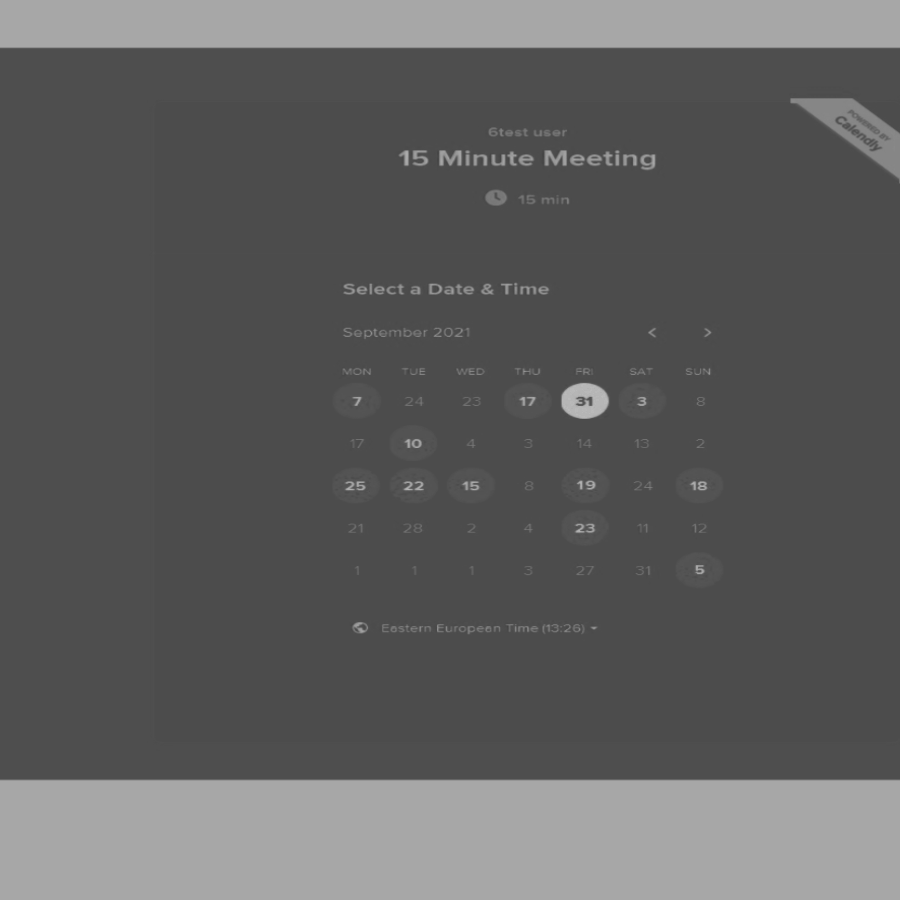 POWERED BY
Calendly
6test user
15 Minute Meeting
15 min
Select a Date & Time
September 2021
MON TUE WED THU FRI SAT SUN
7 24 23 17 31 3 8
17 10 4 3 14 13 2
25 22 15 8 19 24 18
21 28 2 4 23 11 12
1 1 1 3 27 31 5
Eastern European Time (13:26)